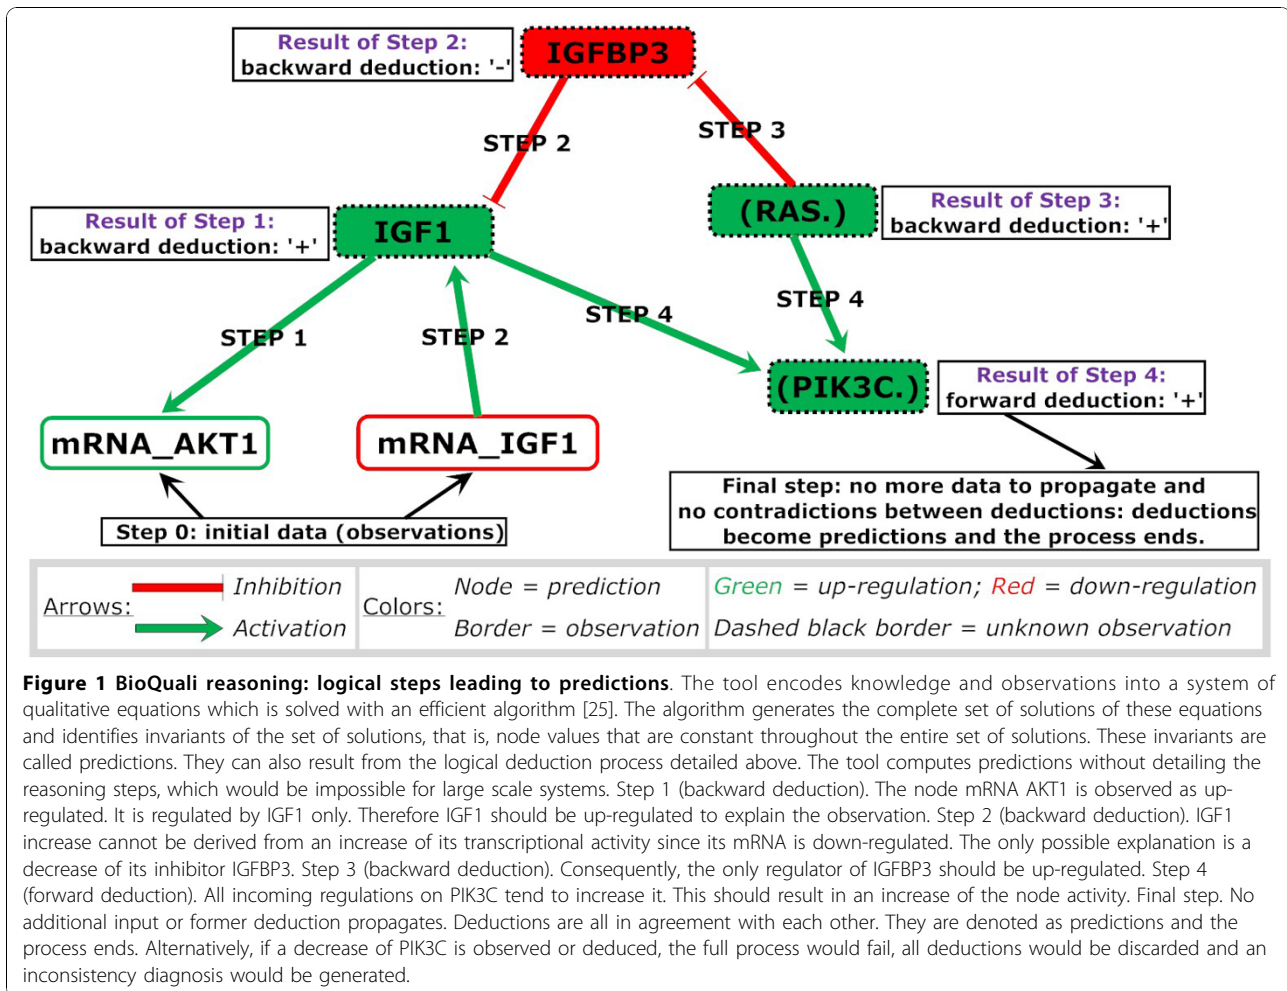 Result of Step 2:
backward deduction: '-'
IGFBP3
STEP 2
STEP 3
Result of Step 1:
backward deduction: '+'
IGF1
(RAS.)
Result of Step 3:
backward deduction: '+'
STEP 1
STEP 2
STEP 4
STEP 4
(PIK3C.)
Result of Step 4:
forward deduction: '+'
mRNA_AKT1
mRNA_IGF1
Step 0: initial data (observations)
Final step: no more data to propagate and
no contradictions between deductions: deductions
become predictions and the process ends.
Arrows:
Inhibition
Activation
Colors:
Node = prediction
Border = observation
Green = up-regulation; Red = down-regulation
Dashed black border = unknown observation
Figure 1 BioQuali reasoning: logical steps leading to predictions. The tool encodes knowledge and observations into a system of
qualitative equations which is solved with an efficient algorithm [25]. The algorithm generates the complete set of solutions of these equations
and identifies invariants of the set of solutions, that is, node values that are constant throughout the entire set of solutions. These invariants are
called predictions. They can also result from the logical deduction process detailed above. The tool computes predictions without detailing the
reasoning steps, which would be impossible for large scale systems. Step 1 (backward deduction). The node mRNA AKT1 is observed as up-
regulated. It is regulated by IGF1 only. Therefore IGF1 should be up-regulated to explain the observation. Step 2 (backward deduction). IGF1
increase cannot be derived from an increase of its transcriptional activity since its mRNA is down-regulated. The only possible explanation is a
decrease of its inhibitor IGFBP3. Step 3 (backward deduction). Consequently, the only regulator of IGFBP3 should be up-regulated. Step 4
(forward deduction). All incoming regulations on PIK3C tend to increase it. This should result in an increase of the node activity. Final step. No
additional input or former deduction propagates. Deductions are all in agreement with each other. They are denoted as predictions and the
process ends. Alternatively, if a decrease of PIK3C is observed or deduced, the full process would fail, all deductions would be discarded and an
inconsistency diagnosis would be generated.